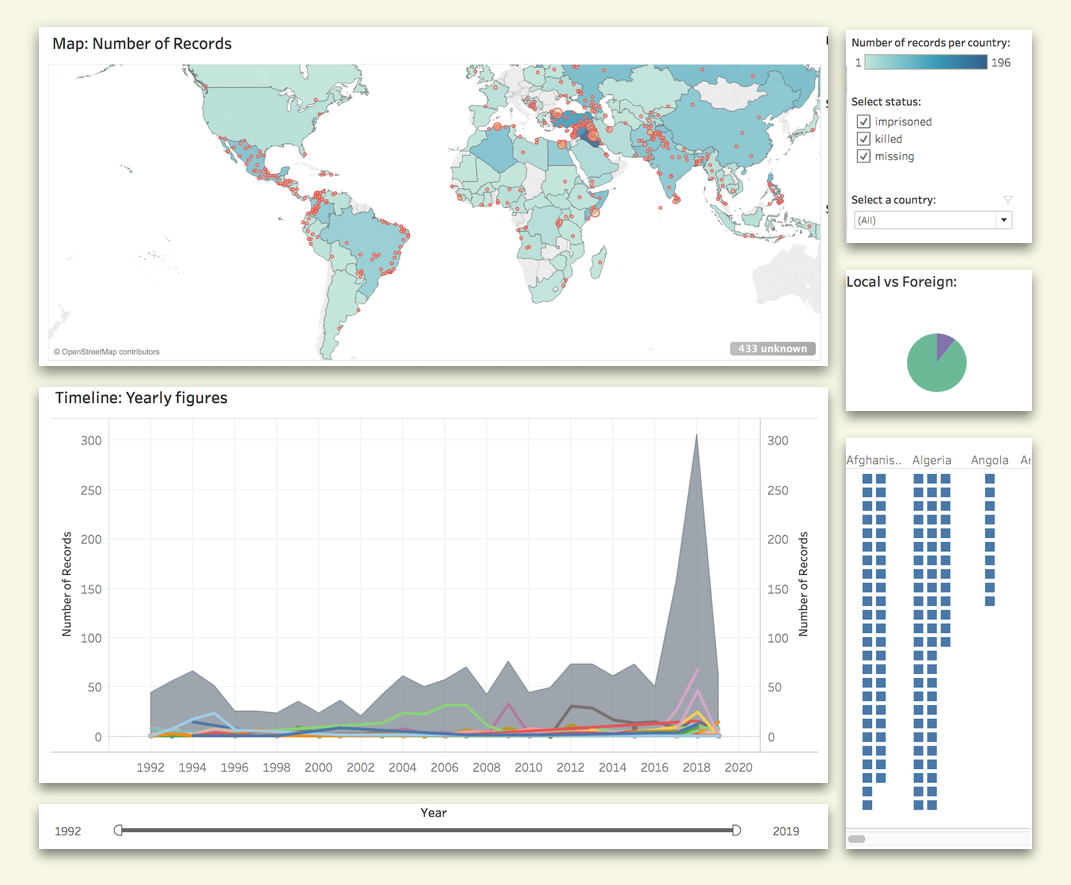 Map: Number of Records
© OpenStreetMap contributors
433 unknown
Number of records per country:
1 196
Select status:
imprisoned
killed
missing
Select a country:
(All)
Local vs Foreign:
Timeline: Yearly figures
300 300
250 250
200 200
150 150
100 100
50 50
0 0
Number of Records
Number of Records
1992 1994 1996 1998 2000 2002 2004 2006 2008 2010 2012 2014 2016 2018 2020
Afghanis.. Algeria Angola
Year
1992 2019